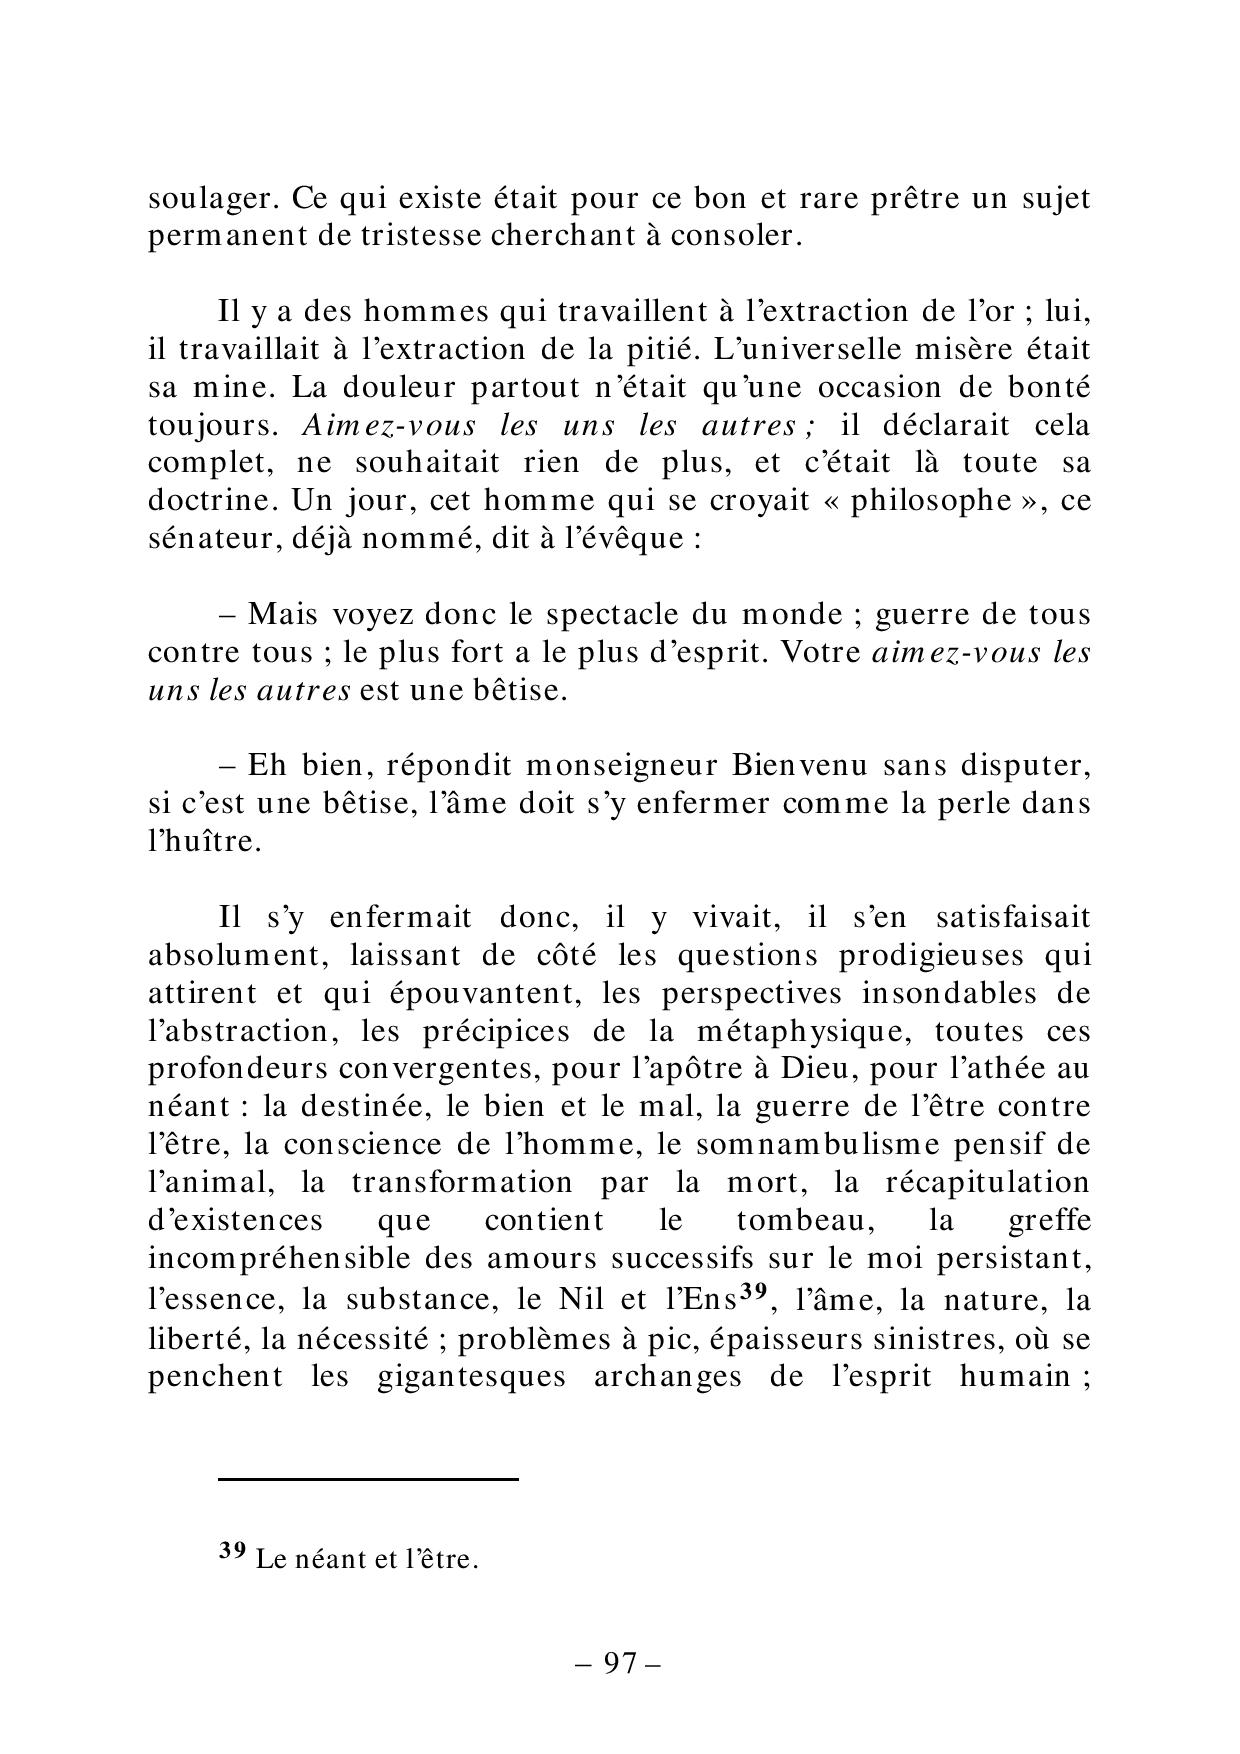 soulager. Ce qui existe était pour ce bon et rare prêtre un sujet
permanent de tristesse cherchant à consoler.
Il y a des hommes qui travaillent à l’extraction de l’or ; lui,
il travaillait à l’extraction de la pitié. L’universelle misère était
sa mine. La douleur partout n’était qu’une occasion de bonté
toujours. Aimez-vous les uns les autres ; il déclarait cela
complet, ne souhaitait rien de plus, et c’était là toute sa
doctrine. Un jour, cet homme qui se croyait « philosophe », ce
sénateur, déjà nommé, dit à l’évêque :
– Mais voyez donc le spectacle du monde ; guerre de tous
contre tous ; le plus fort a le plus d’esprit. Votre aimez-vous les
uns les autres est une bêtise.
– Eh bien, répondit monseigneur Bienvenu sans disputer,
si c’est une bêtise, l’âme doit s’y enfermer comme la perle dans
l’huître.
Il s’y enfermait donc, il y vivait, il s’en satisfaisait
absolument, laissant de côté les questions prodigieuses qui
attirent et qui épouvantent, les perspectives insondables de
l’abstraction, les précipices de la métaphysique, toutes ces
profondeurs convergentes, pour l’apôtre à Dieu, pour l’athée au
néant : la destinée, le bien et le mal, la guerre de l’être contre
l’être, la conscience de l’homme, le somnambulisme pensif de
l’animal, la transformation par la mort, la récapitulation
d’existences que contient le tombeau, la greffe
incompréhensible des amours successifs sur le moi persistant,
l’essence, la substance, le Nil et l’Ens39, l’âme, la nature, la
liberté, la nécessité ; problèmes à pic, épaisseurs sinistres, où se
penchent les gigantesques archanges de l’esprit humain ;
39 Le néant et l’être.
– 97 –